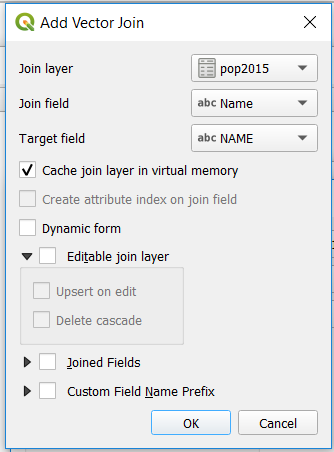 Add Vector Join
Join layer pop2015
Join field abc Name
Target field abc NAME
Cache join layer in virtual memory
Create attribute index on join field
Dynamic form
Editable join layer
Upsert on edit
Delete cascade
Joined Fields
Custom Field Name Prefix
OK Cancel